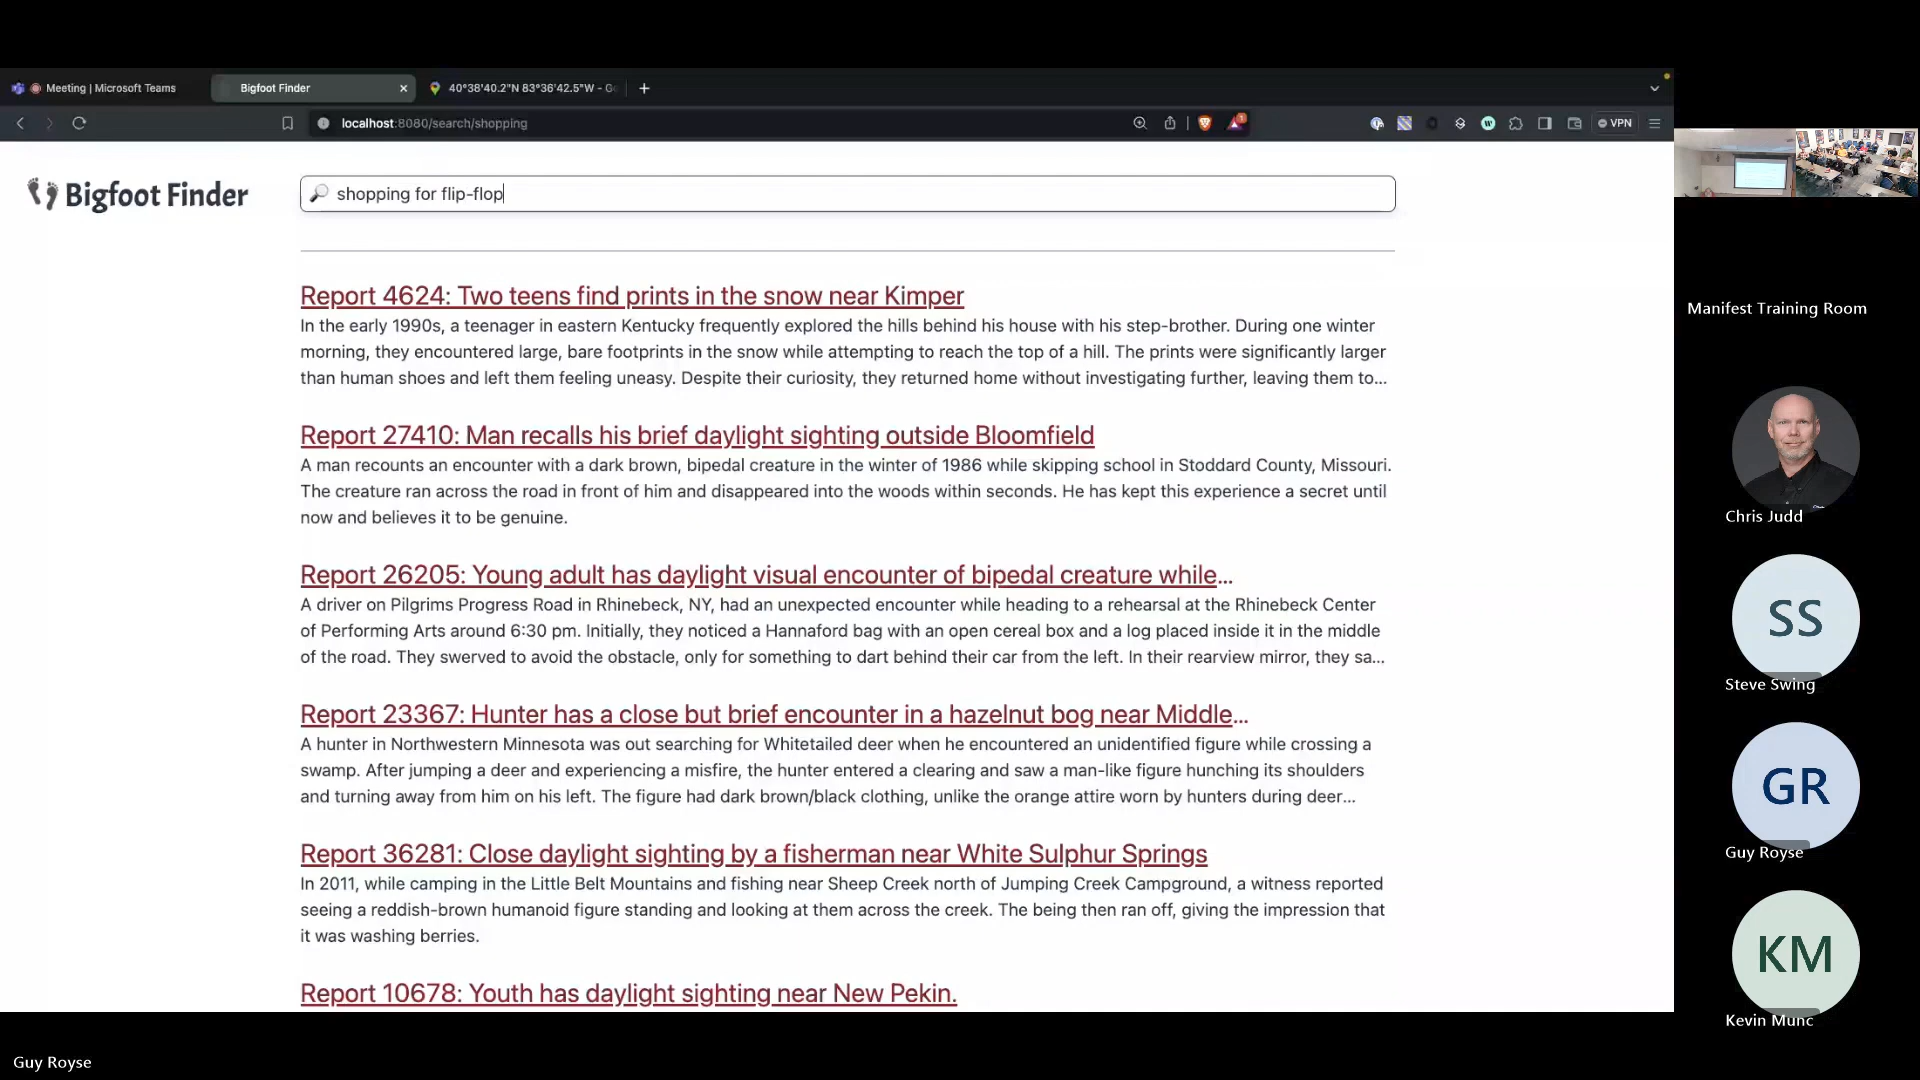 Meeting | Microsoft Teams
Bigfoot Finder
40°38'40.2"N 83°36'42.5"W - G
localhost:8080/search/shopping
VPN
Bigfoot Finder
shopping for flip-flop
Report 4624: Two teens find prints in the snow near Kimper
In the early 1990s, a teenager in eastern Kentucky frequently explored the hills behind his house with his step-brother. During one winter
morning, they encountered large, bare footprints in the snow while attempting to reach the top of a hill. The prints were significantly larger
than human shoes and left them feeling uneasy. Despite their curiosity, they returned home without investigating further, leaving them to...
Report 27410: Man recalls his brief daylight sighting outside Bloomfield
A man recounts an encounter with a dark brown, bipedal creature in the winter of 1986 while skipping school in Stoddard County, Missouri.
The creature ran across the road in front of him and disappeared into the woods within seconds. He has kept this experience a secret until
now and believes it to be genuine.
Report 26205: Young adult has daylight visual encounter of bipedal creature while...
A driver on Pilgrims Progress Road in Rhinebeck, NY, had an unexpected encounter while heading to a rehearsal at the Rhinebeck Center
of Performing Arts around 6:30 pm. Initially, they noticed a Hannaford bag with an open cereal box and a log placed inside it in the middle
of the road. They swerved to avoid the obstacle, only for something to dart behind their car from the left. In their rearview mirror, they sa...
Report 23367: Hunter has a close but brief encounter in a hazelnut bog near Middle...
A hunter in Northwestern Minnesota was out searching for Whitetailed deer when he encountered an unidentified figure while crossing a
swamp. After jumping a deer and experiencing a misfire, the hunter entered a clearing and saw a man-like figure hunching its shoulders
and turning away from him on his left. The figure had dark brown/black clothing, unlike the orange attire worn by hunters during deer...
Report 36281: Close daylight sighting by a fisherman near White Sulphur Springs
In 2011, while camping in the Little Belt Mountains and fishing near Sheep Creek north of Jumping Creek Campground, a witness reported
seeing a reddish-brown humanoid figure standing and looking at them across the creek. The being then ran off, giving the impression that
it was washing berries.
Report 10678: Youth has daylight sighting near New Pekin.
Manifest Training Room
Chris Judd
SS
Steve Swing
GR
Guy Royse
KM
Kevin Munc
Guy Royse